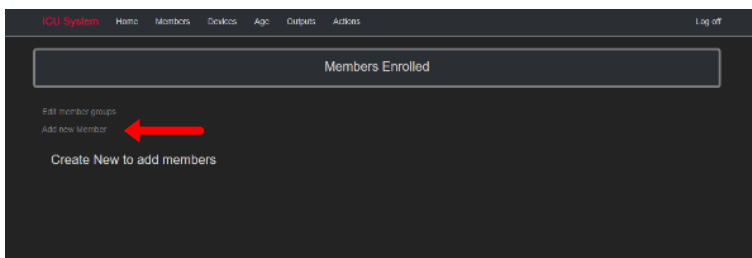 ICU System Home Members Devices Age Outputs Actions Log off
Members Enrolled
Edit member groups
Add new Member
Create New to add members